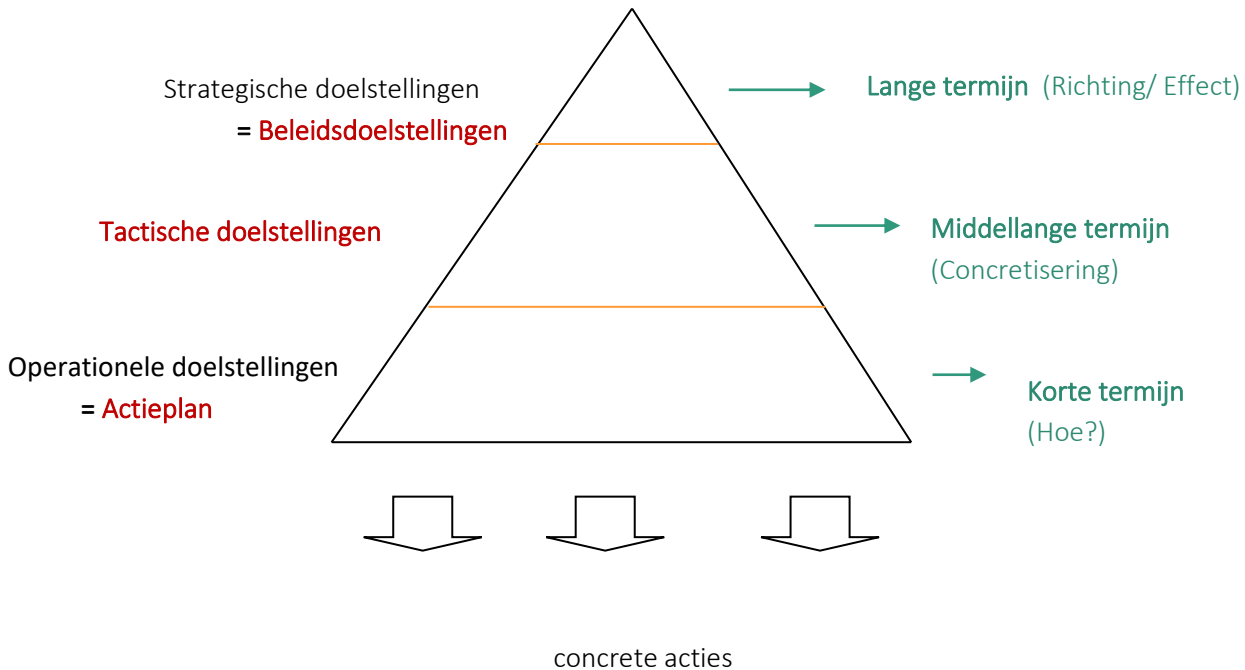 Strategische doelstellingen
= Beleidsdoelstellingen
Lange termijn (Richting/ Effect)
Tactische doelstellingen
Middellange termijn
(Concretisering)
Operationele doelstellingen
= Actieplan
Korte termijn
(Hoe?)
concrete acties